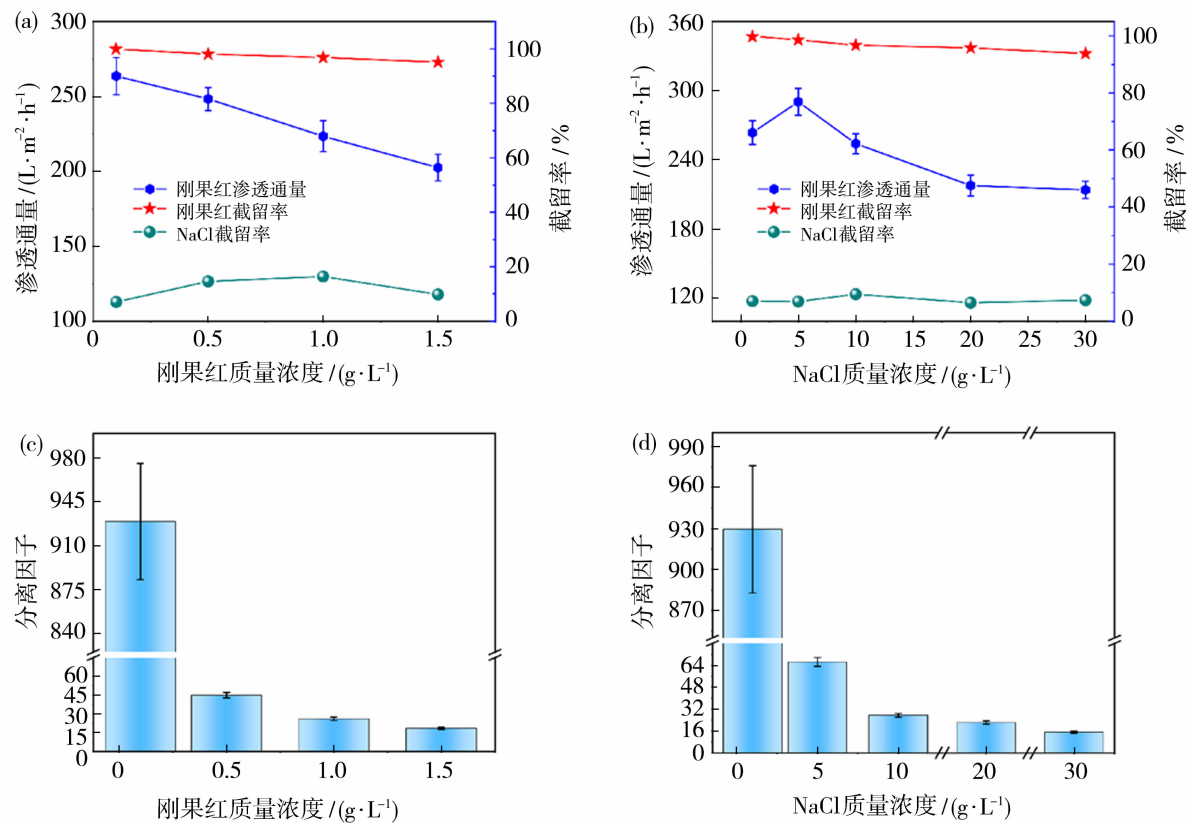 (a)
300
250
200
150
100
渗透通量/(L·m⁻²·h⁻¹)
100
80
60
40
20
0
截留率/%
刚果红渗透通量
刚果红截留率
NaCl截留率
0 0.5 1.0 1.5
刚果红质量浓度/(g·L⁻¹)
(b)
360
300
240
180
120
渗透通量/(L·m⁻²·h⁻¹)
100
80
60
40
20
0
截留率/%
刚果红渗透通量
刚果红截留率
NaCl截留率
0 5 10 15 20 25 30
NaCl质量浓度/(g·L⁻¹)
(c)
980
945
910
875
840
60
45
30
15
0
分离因子
0 0.5 1.0 1.5
刚果红质量浓度/(g·L⁻¹)
(d)
990
960
930
900
870
64
48
32
16
0
分离因子
0 5 10 20 30
NaCl质量浓度/(g·L⁻¹)